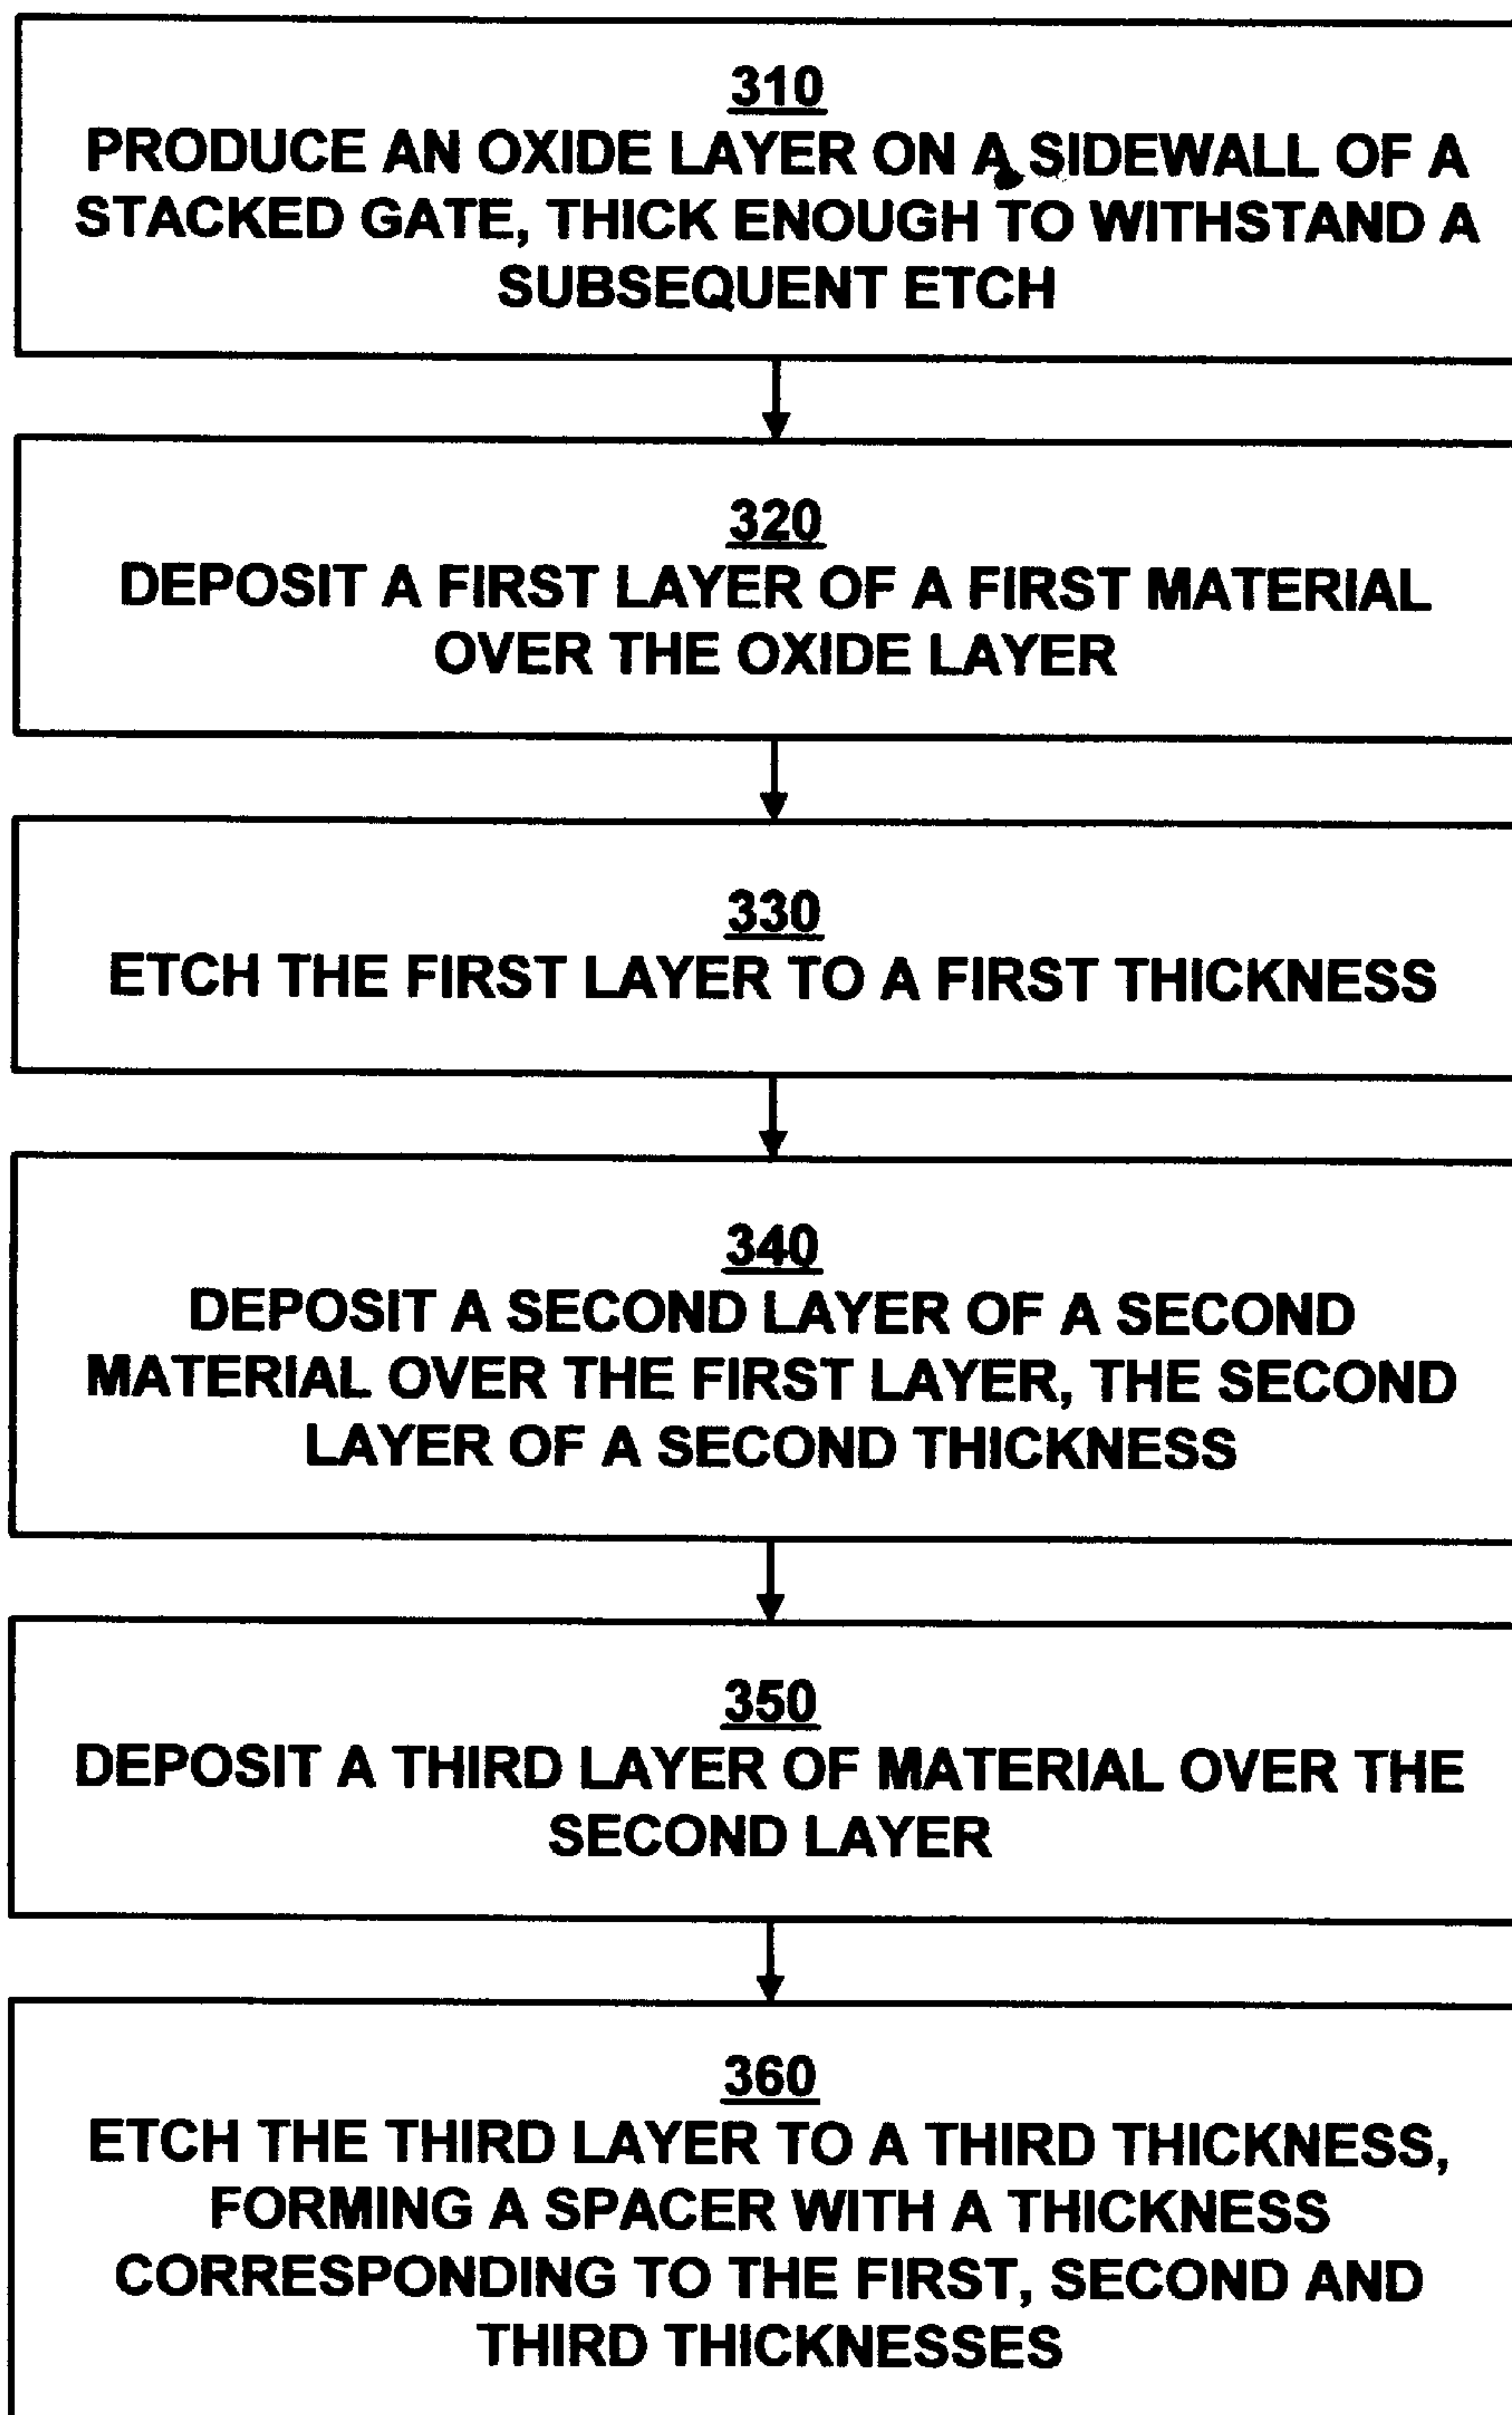 310
PRODUCE AN OXIDE LAYER ON A SIDEWALL OF A
STACKED GATE, THICK ENOUGH TO WITHSTAND A
SUBSEQUENT ETCH
320
DEPOSIT A FIRST LAYER OF A FIRST MATERIAL
OVER THE OXIDE LAYER
330
ETCH THE FIRST LAYER TO A FIRST THICKNESS
340
DEPOSIT A SECOND LAYER OF A SECOND
MATERIAL OVER THE FIRST LAYER, THE SECOND
LAYER OF A SECOND THICKNESS
350
DEPOSIT A THIRD LAYER OF MATERIAL OVER THE
SECOND LAYER
360
ETCH THE THIRD LAYER TO A THIRD THICKNESS,
FORMING A SPACER WITH A THICKNESS
CORRESPONDING TO THE FIRST, SECOND AND
THIRD THICKNESSES